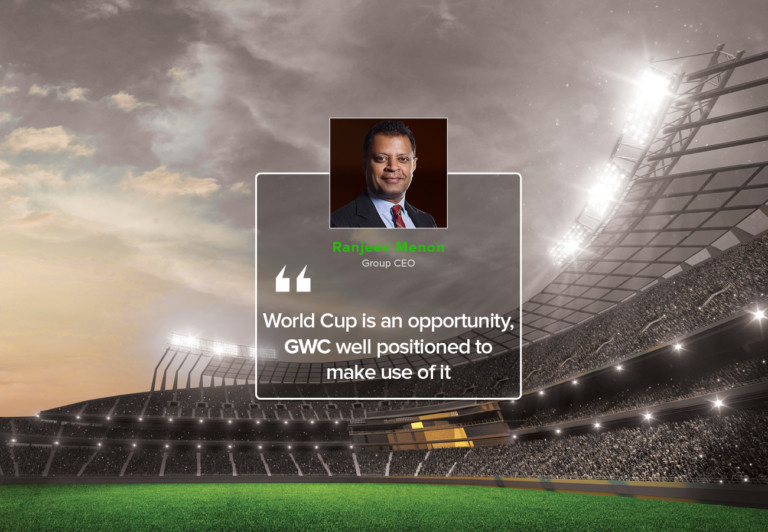 Ranjeev Menon
Group CEO
“
World Cup is an opportunity,
GWC well positioned to
make use of it